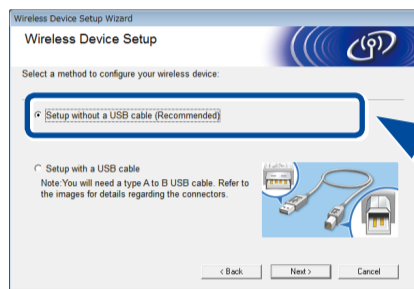 Wireless Device Setup Wizard
Wireless Device Setup
Select a method to configure your wireless device:
Setup without a USB cable (Recommended)
Setup with a USB cable
Note:You will need a type A to B USB cable. Refer to
the images for details regarding the connectors.
< Back
Next >
Cancel